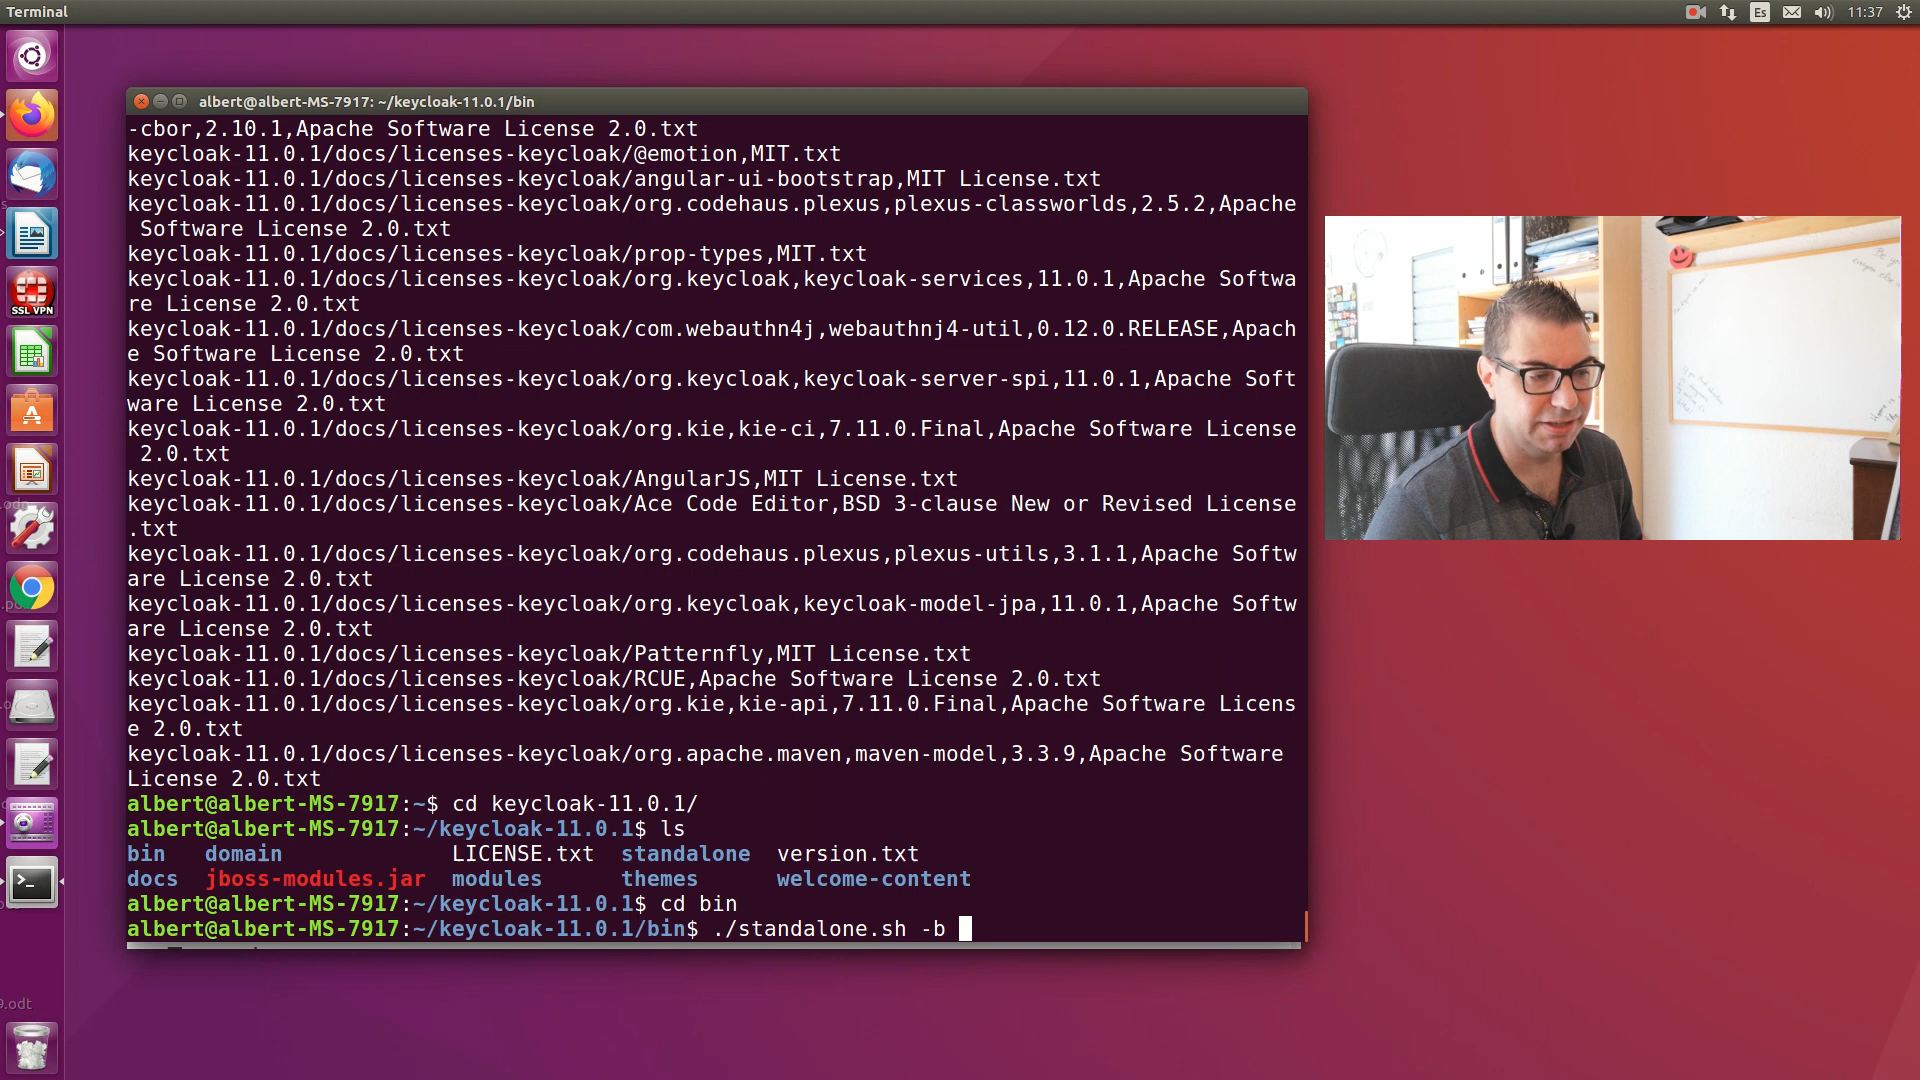 Terminal
Es
11:37
albert@albert-MS-7917: ~/keycloak-11.0.1/bin
-cbor,2.10.1,Apache Software License 2.0.txt
keycloak-11.0.1/docs/licenses-keycloak/@emotion,MIT.txt
keycloak-11.0.1/docs/licenses-keycloak/angular-ui-bootstrap,MIT License.txt
keycloak-11.0.1/docs/licenses-keycloak/org.codehaus.plexus,plexus-classworlds,2.5.2,Apache
Software License 2.0.txt
keycloak-11.0.1/docs/licenses-keycloak/prop-types,MIT.txt
keycloak-11.0.1/docs/licenses-keycloak/org.keycloak,keycloak-services,11.0.1,Apache Softwa
re License 2.0.txt
keycloak-11.0.1/docs/licenses-keycloak/com.webauthn4j,webauthnj4-util,0.12.0.RELEASE,Apach
e Software License 2.0.txt
keycloak-11.0.1/docs/licenses-keycloak/org.keycloak,keycloak-server-spi,11.0.1,Apache Soft
ware License 2.0.txt
keycloak-11.0.1/docs/licenses-keycloak/org.kie,kie-ci,7.11.0.Final,Apache Software License
2.0.txt
keycloak-11.0.1/docs/licenses-keycloak/AngularJS,MIT License.txt
keycloak-11.0.1/docs/licenses-keycloak/Ace Code Editor,BSD 3-clause New or Revised License
.txt
keycloak-11.0.1/docs/licenses-keycloak/org.codehaus.plexus,plexus-utils,3.1.1,Apache Softw
are License 2.0.txt
keycloak-11.0.1/docs/licenses-keycloak/org.keycloak,keycloak-model-jpa,11.0.1,Apache Softw
are License 2.0.txt
keycloak-11.0.1/docs/licenses-keycloak/Patternfly,MIT License.txt
keycloak-11.0.1/docs/licenses-keycloak/RCUE,Apache Software License 2.0.txt
keycloak-11.0.1/docs/licenses-keycloak/org.kie,kie-api,7.11.0.Final,Apache Software Licens
e 2.0.txt
keycloak-11.0.1/docs/licenses-keycloak/org.apache.maven,maven-model,3.3.9,Apache Software
License 2.0.txt
albert@albert-MS-7917:~$ cd keycloak-11.0.1/
albert@albert-MS-7917:~/keycloak-11.0.1$ ls
bin domain LICENSE.txt standalone version.txt
docs jboss-modules.jar modules themes welcome-content
albert@albert-MS-7917:~/keycloak-11.0.1$ cd bin
albert@albert-MS-7917:~/keycloak-11.0.1/bin$ ./standalone.sh -b
SSL VPN
9.odt